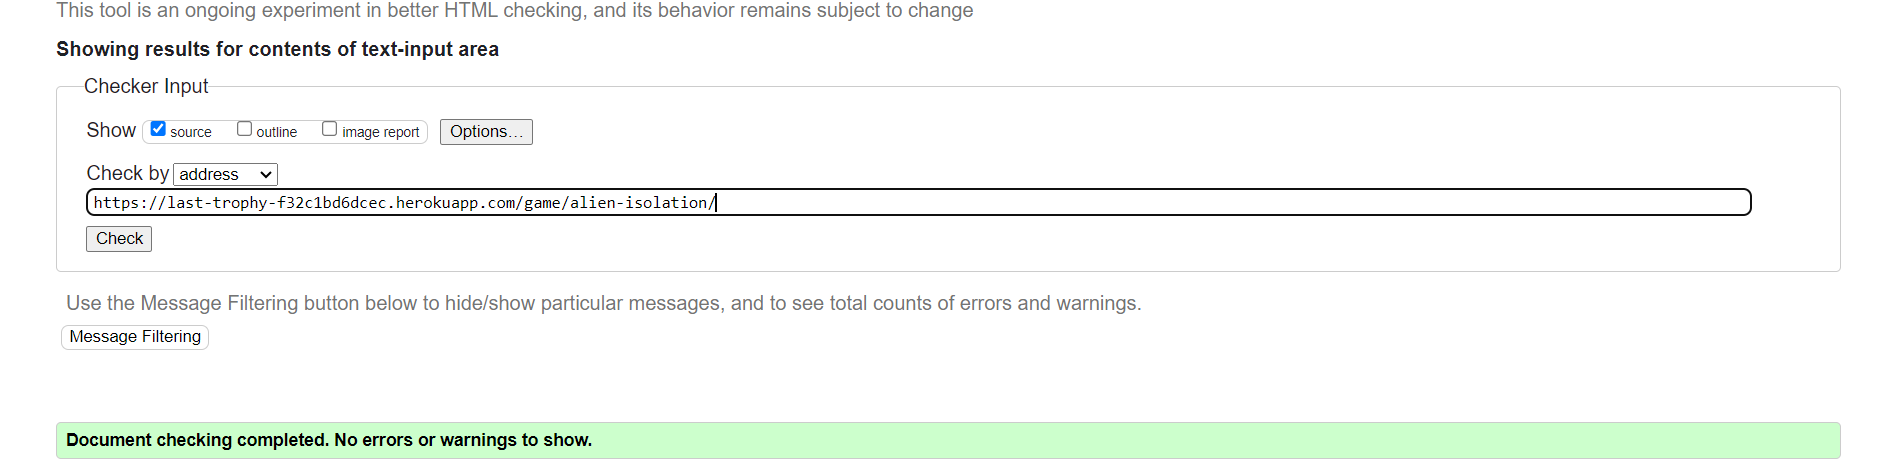 This tool is an ongoing experiment in better HTML checking, and its behavior remains subject to change
Showing results for contents of text-input area
Checker Input
Show source outline image report Options...
Check by address
https://last-trophy-f32c1bd6dcec.herokuapp.com/game/alien-isolation/
Check
Use the Message Filtering button below to hide/show particular messages, and to see total counts of errors and warnings.
Message Filtering
Document checking completed. No errors or warnings to show.